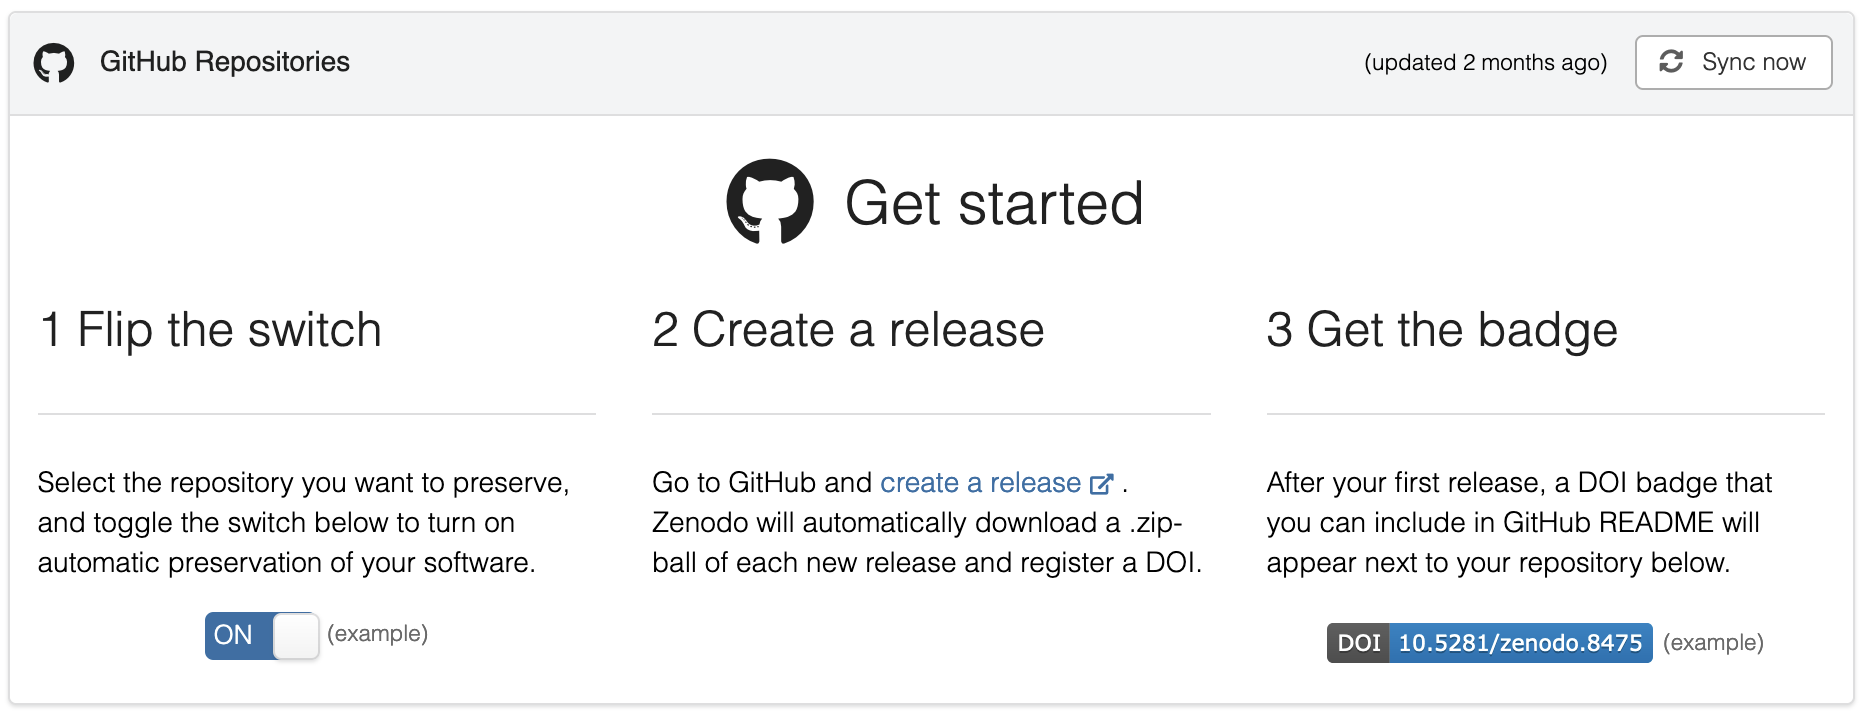 GitHub Repositories
(updated 2 months ago)
Sync now
Get started
1 Flip the switch
Select the repository you want to preserve,
and toggle the switch below to turn on
automatic preservation of your software.
ON (example)
2 Create a release
Go to GitHub and create a release .
Zenodo will automatically download a .zip-
ball of each new release and register a DOI.
3 Get the badge
After your first release, a DOI badge that
you can include in GitHub README will
appear next to your repository below.
DOI 10.5281/zenodo.8475 (example)